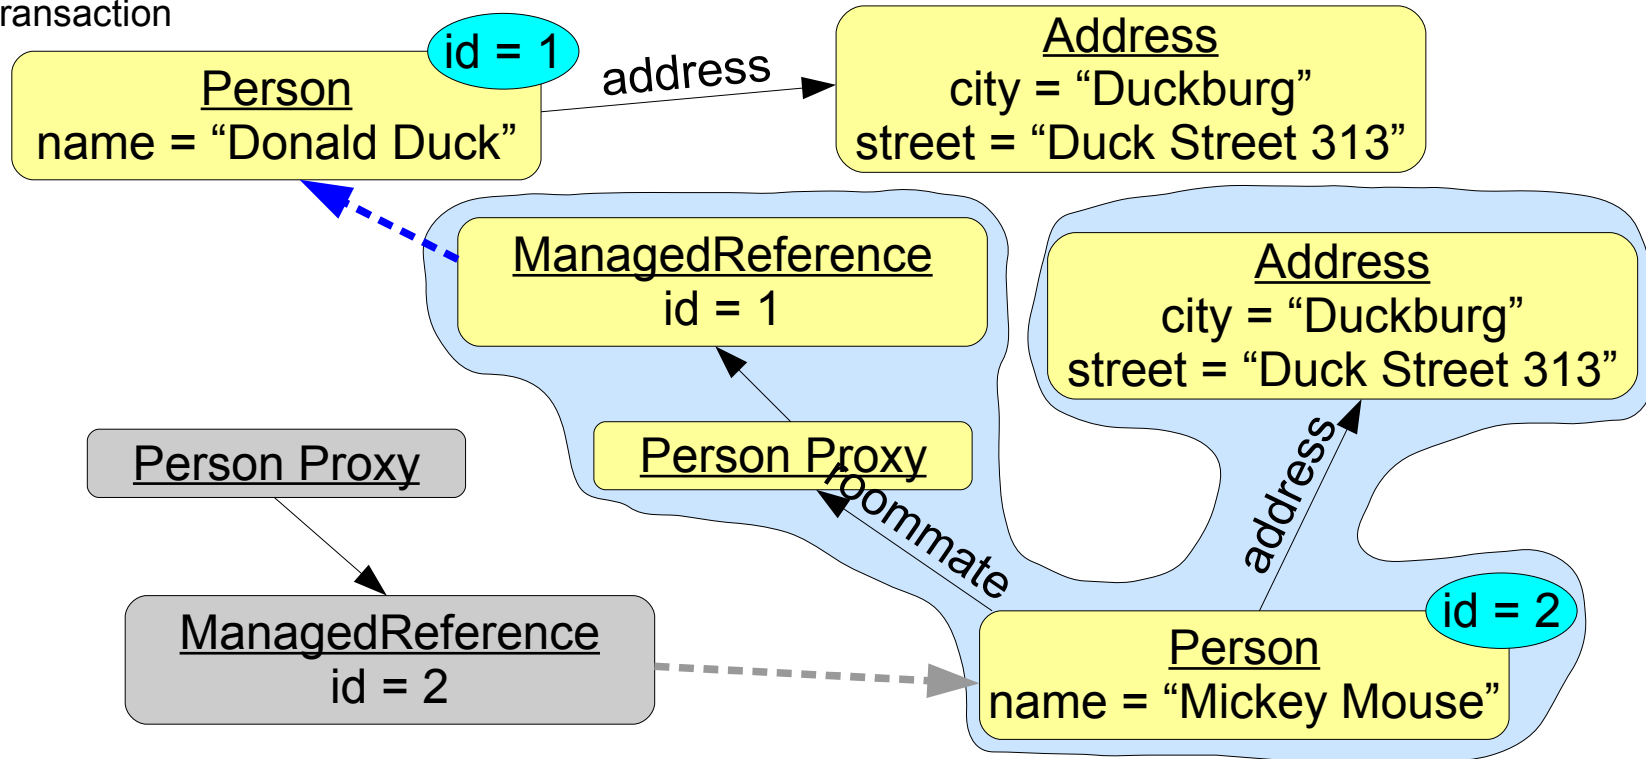 ransaction
id = 1
Person
name = “Donald Duck”
address
Address
city = “Duckburg”
street = “Duck Street 313”
ManagedReference
id = 1
Address
city = “Duckburg”
street = “Duck Street 313”
Person Proxy
Person Proxy
roommate
address
ManagedReference
id = 2
id = 2
Person
name = “Mickey Mouse”